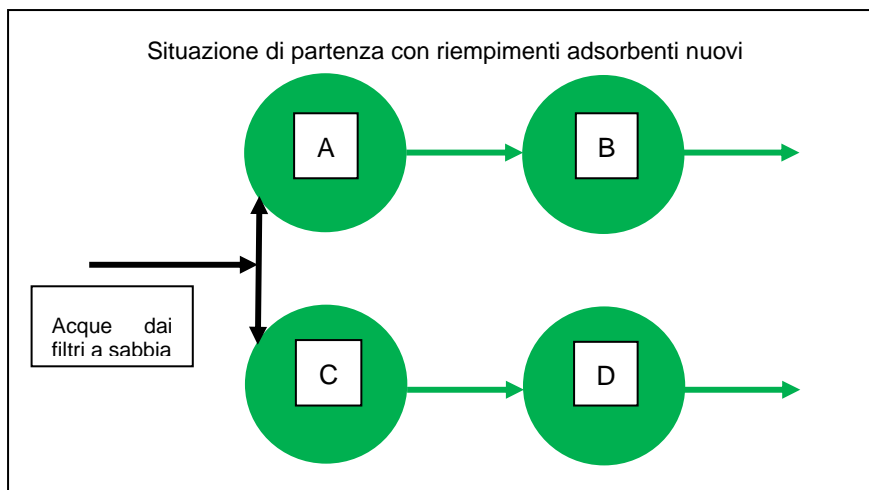 Situazione di partenza con riempimenti adsorbenti nuovi
A
B
Acque dai
filtri a sabbia
C
D